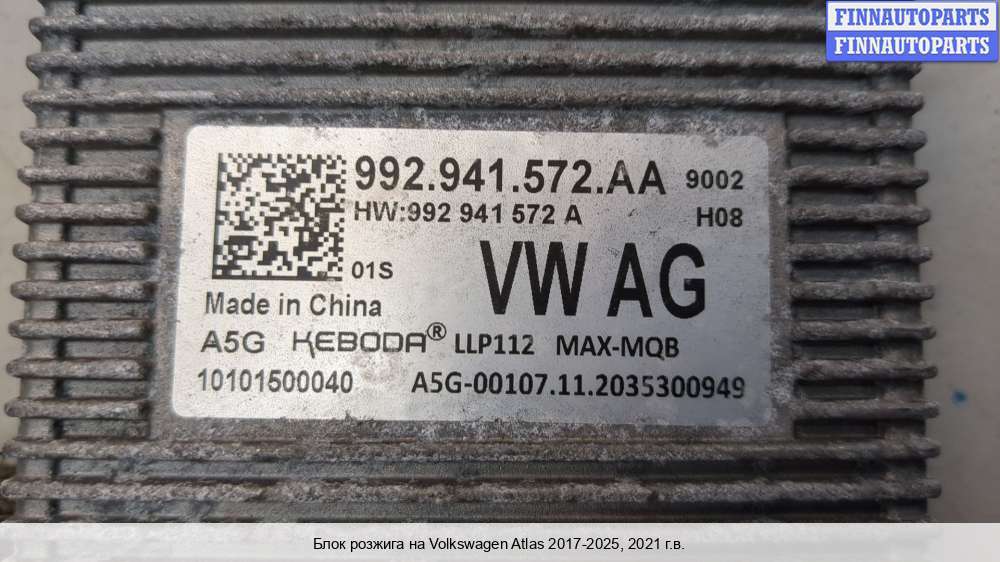 FINNAUTOPARTS
FINNAUTOPARTS
992.941.572.AA 9002
HW:992 941 572 A H08
01S
VW AG
Made in China
A5G KEBODA® LLP112 MAX-MQB
10101500040 A5G-00107.11.2035300949
Блок розжига на Volkswagen Atlas 2017-2025, 2021 г.в.